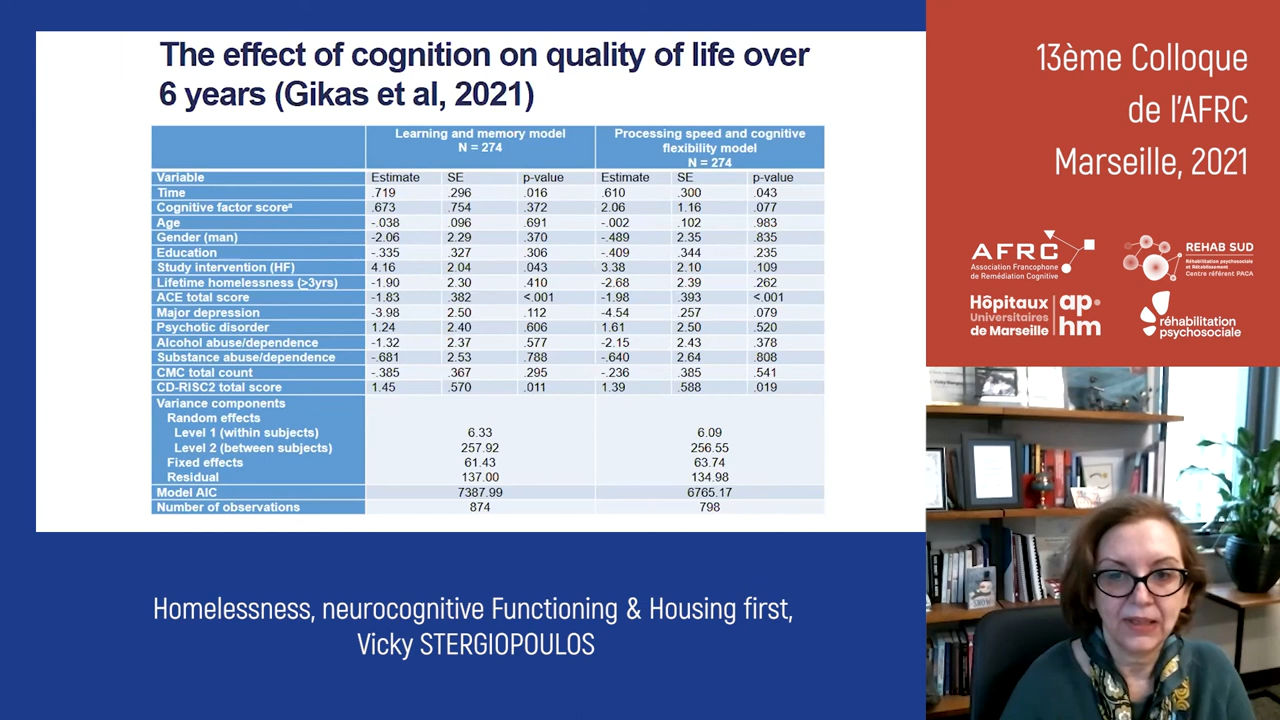 The effect of cognition on quality of life over
6 years (Gikas et al, 2021)
Learning and memory model
N = 274
Processing speed and cognitive
flexibility model
N = 274
Variable Estimate SE p-value Estimate SE p-value
Time .719 .296 .016 .610 .300 .043
Cognitive factor scoreª .673 .754 .372 2.06 1.16 .077
Age -.038 .096 .691 -.002 .102 .983
Gender (man) -2.06 2.29 .370 -.489 2.35 .835
Education -.335 .327 .306 -.409 .344 .235
Study intervention (HF) 4.16 2.04 .043 3.38 2.10 .109
Lifetime homelessness (>3yrs) -1.90 2.30 .410 -2.68 2.39 .262
ACE total score -1.83 .382 <.001 -1.98 .393 <.001
Major depression -3.98 2.50 .112 -4.54 .257 .079
Psychotic disorder 1.24 2.40 .606 1.61 2.50 .520
Alcohol abuse/dependence -1.32 2.37 .577 -2.15 2.43 .378
Substance abuse/dependence -.681 2.53 .788 -.640 2.64 .808
CMC total count -.385 .367 .295 -.236 .385 .541
CD-RISC2 total score 1.45 .570 .011 1.39 .588 .019
Variance components
Random effects
Level 1 (within subjects) 6.33 6.09
Level 2 (between subjects) 257.92 256.55
Fixed effects 61.43 63.74
Residual 137.00 134.98
Model AIC 7387.99 6765.17
Number of observations 874 798
Homelessness, neurocognitive Functioning & Housing first,
Vicky STERGIOPOULOS
13ème Colloque
de l'AFRC
Marseille, 2021
AFRC
Association Francophone
de Remédiation Cognitive
REHAB SUD
Réhabilitation psychosociale
et Rétablissement
Centre référent PACA
Hôpitaux
Universitaires
de Marseille
ap.
hm
réhabilitation
psychosociale